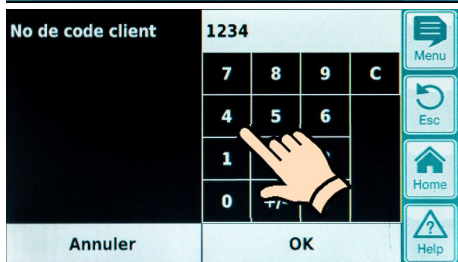 No de code client 1234
Menu
7 8 9 C
4 5 6
Esc
1
Home
0 +/-
Annuler OK
Help